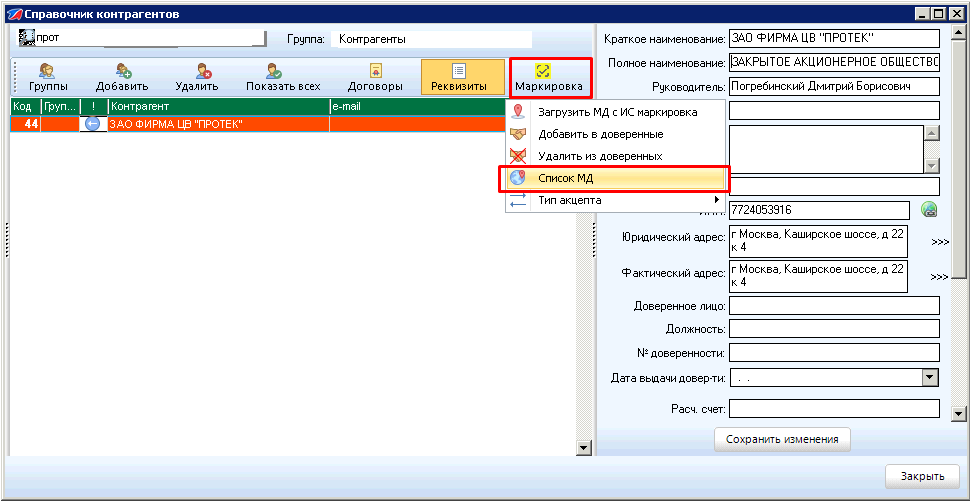 Справочник контрагентов
прот
Группа: Контрагенты
Группы Добавить Удалить Показать всех Договоры Реквизиты Маркировка
Код Груп... ! Контрагент e-mail
44 ЗАО ФИРМА ЦВ "ПРОТЕК"
Загрузить МД с ИС маркировка
Добавить в доверенные
Удалить из доверенных
Список МД
Тип акцепта
Краткое наименование: ЗАО ФИРМА ЦВ "ПРОТЕК"
Полное наименование: ЗАКРЫТОЕ АКЦИОНЕРНОЕ ОБЩЕСТВО
Руководитель: Погребинский Дмитрий Борисович
ИНН: 7724053916
Юридический адрес: г Москва, Каширское шоссе, д 22
к 4
>>>
Фактический адрес: г Москва, Каширское шоссе, д 22
к 4
>>>
Доверенное лицо:
Должность:
№ доверенности:
Дата выдачи довер-ти: . .
Расч. счет:
Сохранить изменения
Закрыть